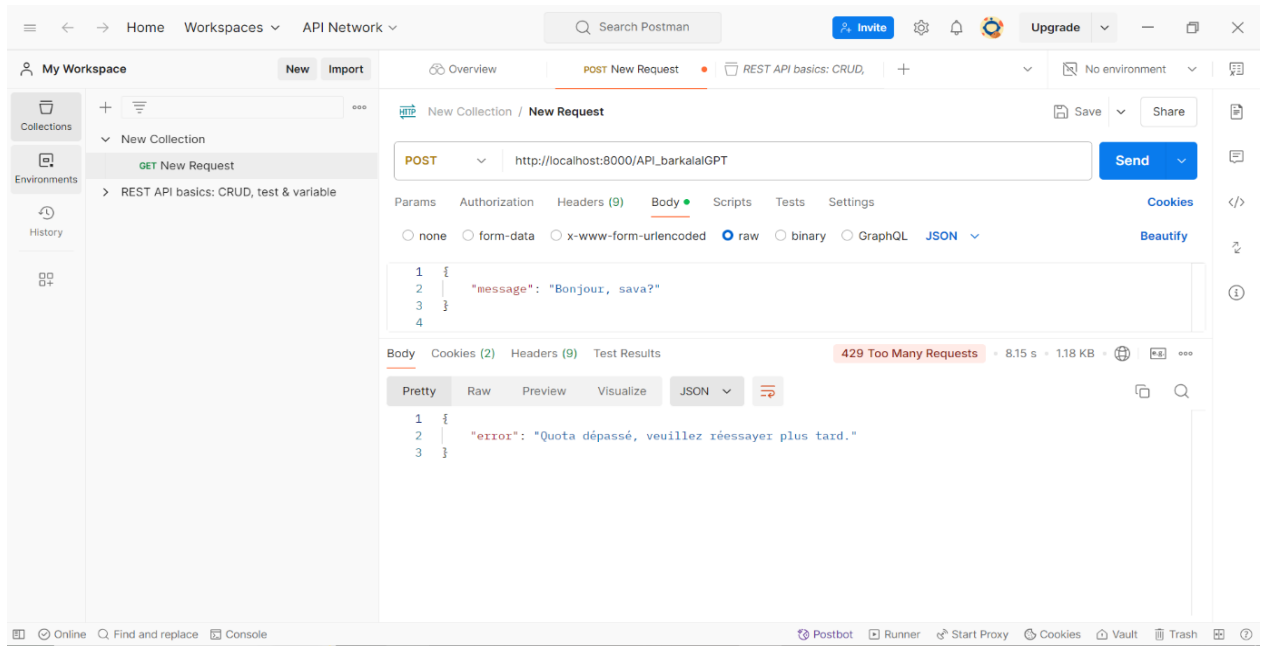 Home Workspaces API Network Search Postman Invite Upgrade
My Workspace New Import Overview POST New Request REST API basics: CRUD, No environment
Collections
New Collection / New Request Save Share
New Collection
GET New Request
POST http://localhost:8000/API_barkalalGPT Send
Environments
REST API basics: CRUD, test & variable
Params Authorization Headers (9) Body Scripts Tests Settings Cookies
History
none form-data x-www-form-urlencoded raw binary GraphQL JSON Beautify
1 {
2 "message": "Bonjour, sava?"
3 }
4
Body Cookies (2) Headers (9) Test Results 429 Too Many Requests 8.15 s 1.18 KB e.g.
Pretty Raw Preview Visualize JSON
1 {
2 "error": "Quota dépassé, veuillez réessayer plus tard."
3 }
Online Find and replace Console Postbot Runner Start Proxy Cookies Vault Trash